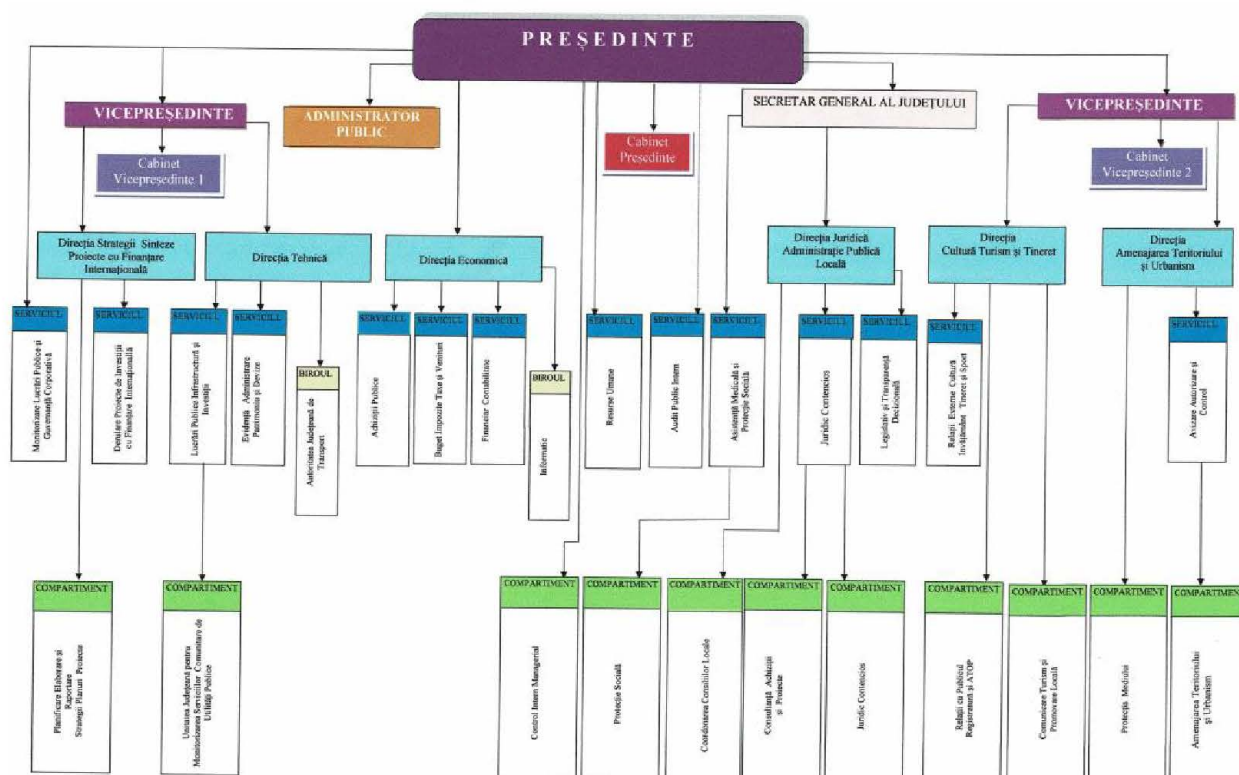 PREȘEDINTE
VICEPREȘEDINTE
ADMINISTRATOR
PUBLIC
SECRETAR GENERAL AL JUDEȚULUI
VICEPREȘEDINTE
Cabinet
Vicepreședinte 1
Cabinet
Președinte
Cabinet
Vicepreședinte 2
Direcția Strategii Sinteze
Proiecte cu Finanțare
Internațională
Direcția Tehnică
Direcția Economică
Direcția Juridică
Administrație Publică
Locală
Direcția
Cultură Turism și Tineret
Direcția
Amenajarea Teritoriului
și Urbanism
SERVICIUL
Monitorizare Lucrări Publice și
Guvernanță Corporativă
SERVICIUL
Derulare Proiecte de Investiții
cu Finanțare Internațională
SERVICIUL
Lucrări Publice Infrastructură și
Investiții
SERVICIUL
Evidență Administrare
Patrimoniu și Devize
BIROUL
Autoritatea Județeană de
Transport
SERVICIUL
Achiziții Publice
SERVICIUL
Buget Impozite Taxe și Venituri
SERVICIUL
Financiar Contabilitate
BIROUL
Informatic
SERVICIUL
Resurse Umane
SERVICIUL
Audit Public Intern
SERVICIUL
Asistență Medicală și
Protecție Socială
SERVICIUL
Juridic Contencios
SERVICIUL
Legislativ și Transparență
Decizională
SERVICIUL
Relații Externe Cultură
Învățământ Tineret și Sport
SERVICIUL
Avizare Autorizare și
Control
COMPARTIMENT
Planificare Elaborare și
Raportare
Strategii Planuri Proiecte
COMPARTIMENT
Unitatea Județeană pentru
Monitorizarea Serviciilor Comunitare de
Utilități Publice
COMPARTIMENT
Control Intern Managerial
COMPARTIMENT
Protecție Socială
COMPARTIMENT
Coordonarea Consiliilor Locale
COMPARTIMENT
Consultanță Achiziții
și Proiecte
COMPARTIMENT
Juridic Contencios
COMPARTIMENT
Relații cu Publicul
Registratură și ATOP
COMPARTIMENT
Comunicare Turism și
Promovare Locală
COMPARTIMENT
Protecția Mediului
COMPARTIMENT
Amenajarea Teritoriului
și Urbanism